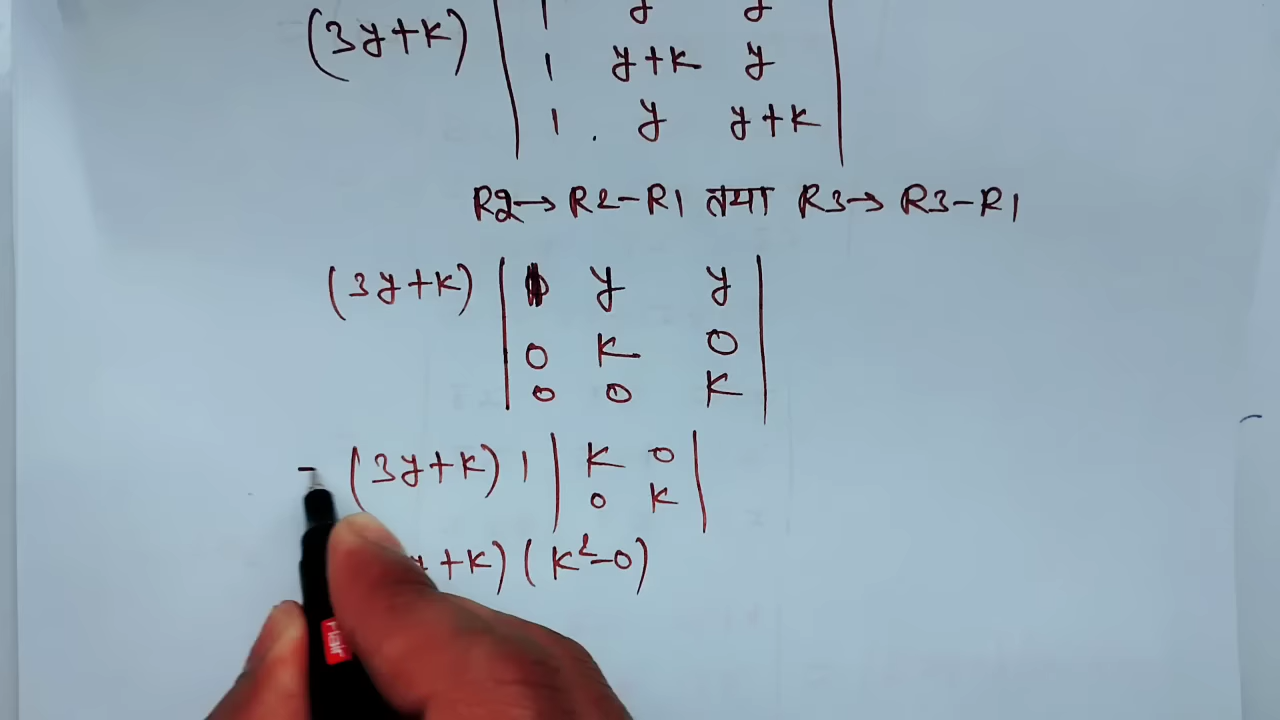 (3y+k) | 1 y y |
| 1 y+k y |
| 1 . y y+k |
R2→ R2-R1 तथा R3→ R3-R1
(3y+k) | 1 y y |
| 0 k 0 |
| 0 0 k |
- (3y+k) 1 | k 0 |
| 0 k |
y+k) (k²-0)
Flair